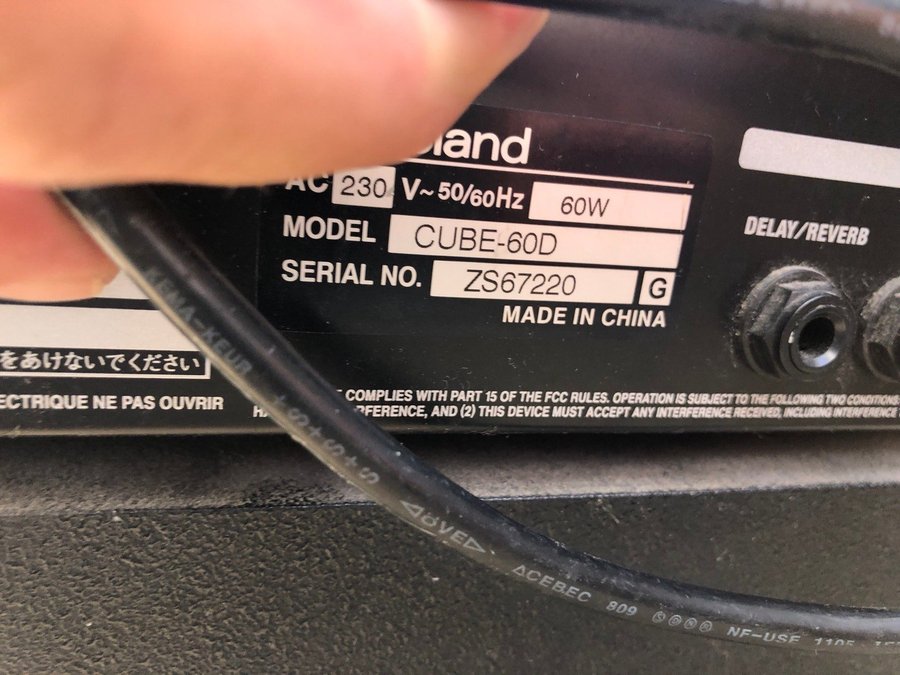 land
AC 230 V~ 50/60Hz 60W
MODEL CUBE-60D
SERIAL NO. ZS67220 G
MADE IN CHINA
DELAY/REVERB
をあけないでください
ECTRIQUE NE PAS OUVRIR
COMPLIES WITH PART 15 OF THE FCC RULES. OPERATION IS SUBJECT TO THE FOLLOWING TWO CONDITIONS:
RFERENCE, AND (2) THIS DEVICE MUST ACCEPT ANY INTERFERENCE RECEIVED, INCLUDING INTERFERENCE
KEMA-KEUR
◁ÖVE▷
CEBEC 809 NF-USE 1105